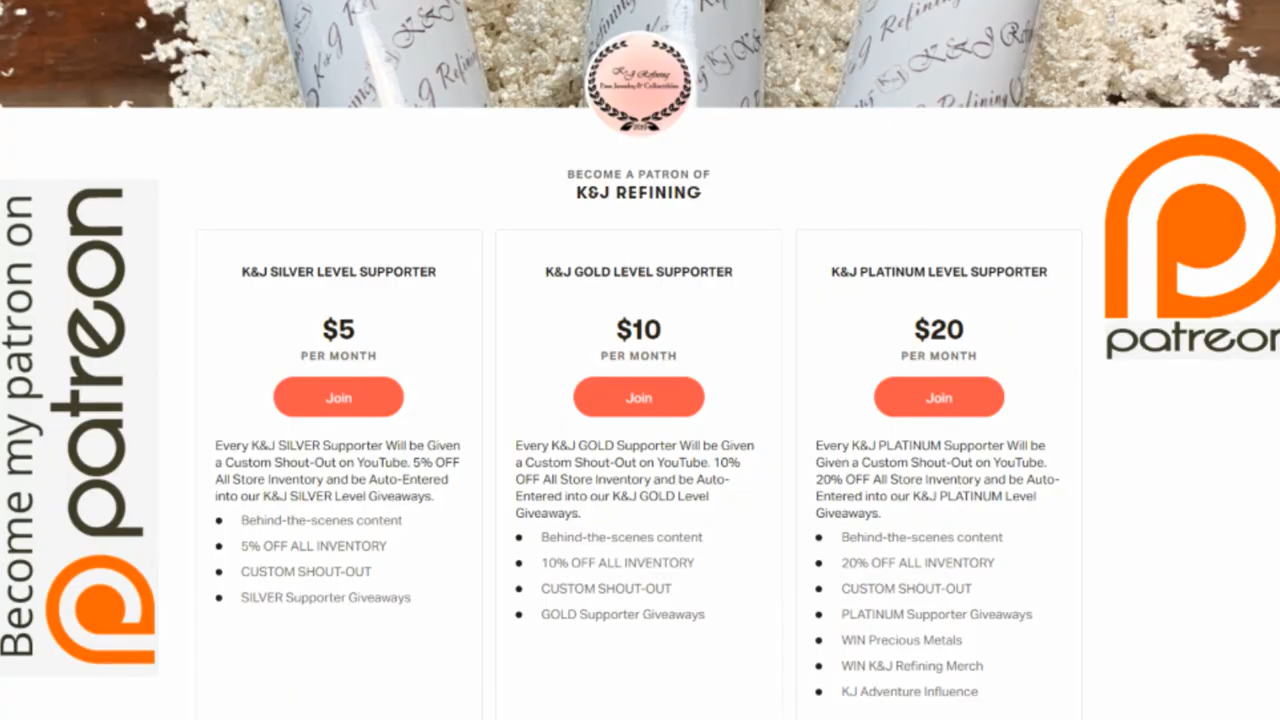 K&J Refining
Fine Jewelry & Collectibles
BECOME A PATRON OF
K&J REFINING
Become my patron on
patreon
patreon
K&J SILVER LEVEL SUPPORTER
$5
PER MONTH
Join
Every K&J SILVER Supporter Will be Given
a Custom Shout-Out on YouTube. 5% OFF
All Store Inventory and be Auto-Entered
into our K&J SILVER Level Giveaways.
Behind-the-scenes content
5% OFF ALL INVENTORY
CUSTOM SHOUT-OUT
SILVER Supporter Giveaways
K&J GOLD LEVEL SUPPORTER
$10
PER MONTH
Join
Every K&J GOLD Supporter Will be Given
a Custom Shout-Out on YouTube. 10%
OFF All Store Inventory and be Auto-
Entered into our K&J GOLD Level
Giveaways.
Behind-the-scenes content
10% OFF ALL INVENTORY
CUSTOM SHOUT-OUT
GOLD Supporter Giveaways
K&J PLATINUM LEVEL SUPPORTER
$20
PER MONTH
Join
Every K&J PLATINUM Supporter Will be
Given a Custom Shout-Out on YouTube.
20% OFF All Store Inventory and be Auto-
Entered into our K&J PLATINUM Level
Giveaways.
Behind-the-scenes content
20% OFF ALL INVENTORY
CUSTOM SHOUT-OUT
PLATINUM Supporter Giveaways
WIN Precious Metals
WIN K&J Refining Merch
KJ Adventure Influence